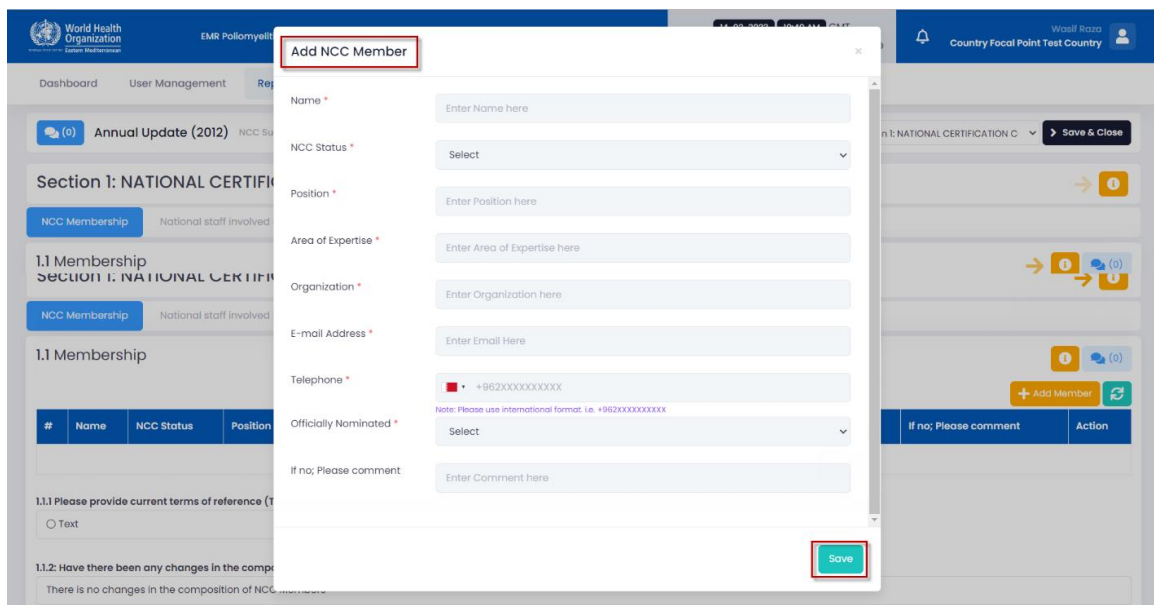 World Health
Organization
Eastern Mediterranean
EMR Poliomyelit
GMT
Wasif Raza
Country Focal Point Test Country
Dashboard User Management Rep
(0) Annual Update (2012) NCC Su
n 1: NATIONAL CERTIFICATION C Save & Close
Section 1: NATIONAL CERTIFI
NCC Membership National staff involved
1.1 Membership
(0)
Section 1: NATIONAL CERTIFI
NCC Membership National staff involved
1.1 Membership
(0)
+ Add Member
# Name NCC Status Position If no; Please comment Action
1.1.1 Please provide current terms of reference (T
Text
1.1.2: Have there been any changes in the compo
There is no changes in the composition of NCC Members
Add NCC Member
×
Name *
Enter Name here
NCC Status *
Select
Position *
Enter Position here
Area of Expertise *
Enter Area of Expertise here
Organization *
Enter Organization here
E-mail Address *
Enter Email Here
Telephone *
+962XXXXXXXXXX
Note: Please use international format. i.e. +962XXXXXXXXXX
Officially Nominated *
Select
If no; Please comment
Enter Comment here
Save